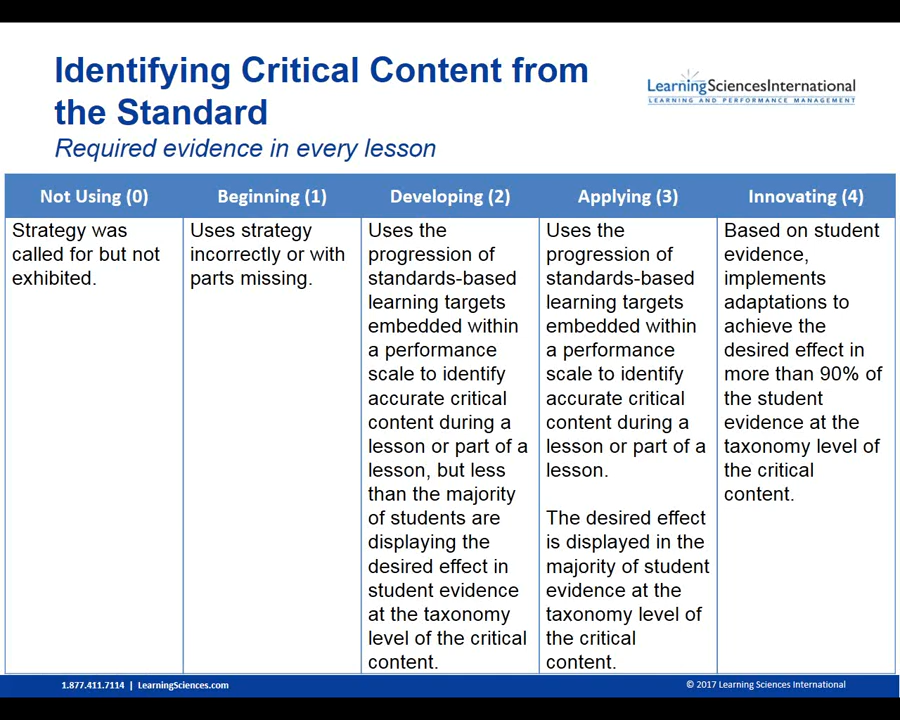 Identifying Critical Content from
the Standard
Required evidence in every lesson
LearningSciencesInternational
LEARNING AND PERFORMANCE MANAGEMENT
Not Using (0)
Strategy was
called for but not
exhibited.
Beginning (1)
Uses strategy
incorrectly or with
parts missing.
Developing (2)
Uses the
progression of
standards-based
learning targets
embedded within
a performance
scale to identify
accurate critical
content during a
lesson or part of a
lesson, but less
than the majority
of students are
displaying the
desired effect in
student evidence
at the taxonomy
level of the critical
content.
Applying (3)
Uses the
progression of
standards-based
learning targets
embedded within
a performance
scale to identify
accurate critical
content during a
lesson or part of a
lesson.
The desired effect
is displayed in the
majority of student
evidence at the
taxonomy level of
the critical
content.
Innovating (4)
Based on student
evidence,
implements
adaptations to
achieve the
desired effect in
more than 90% of
the student
evidence at the
taxonomy level of
the critical
content.
1.877.411.7114 | LearningSciences.com
© 2017 Learning Sciences International